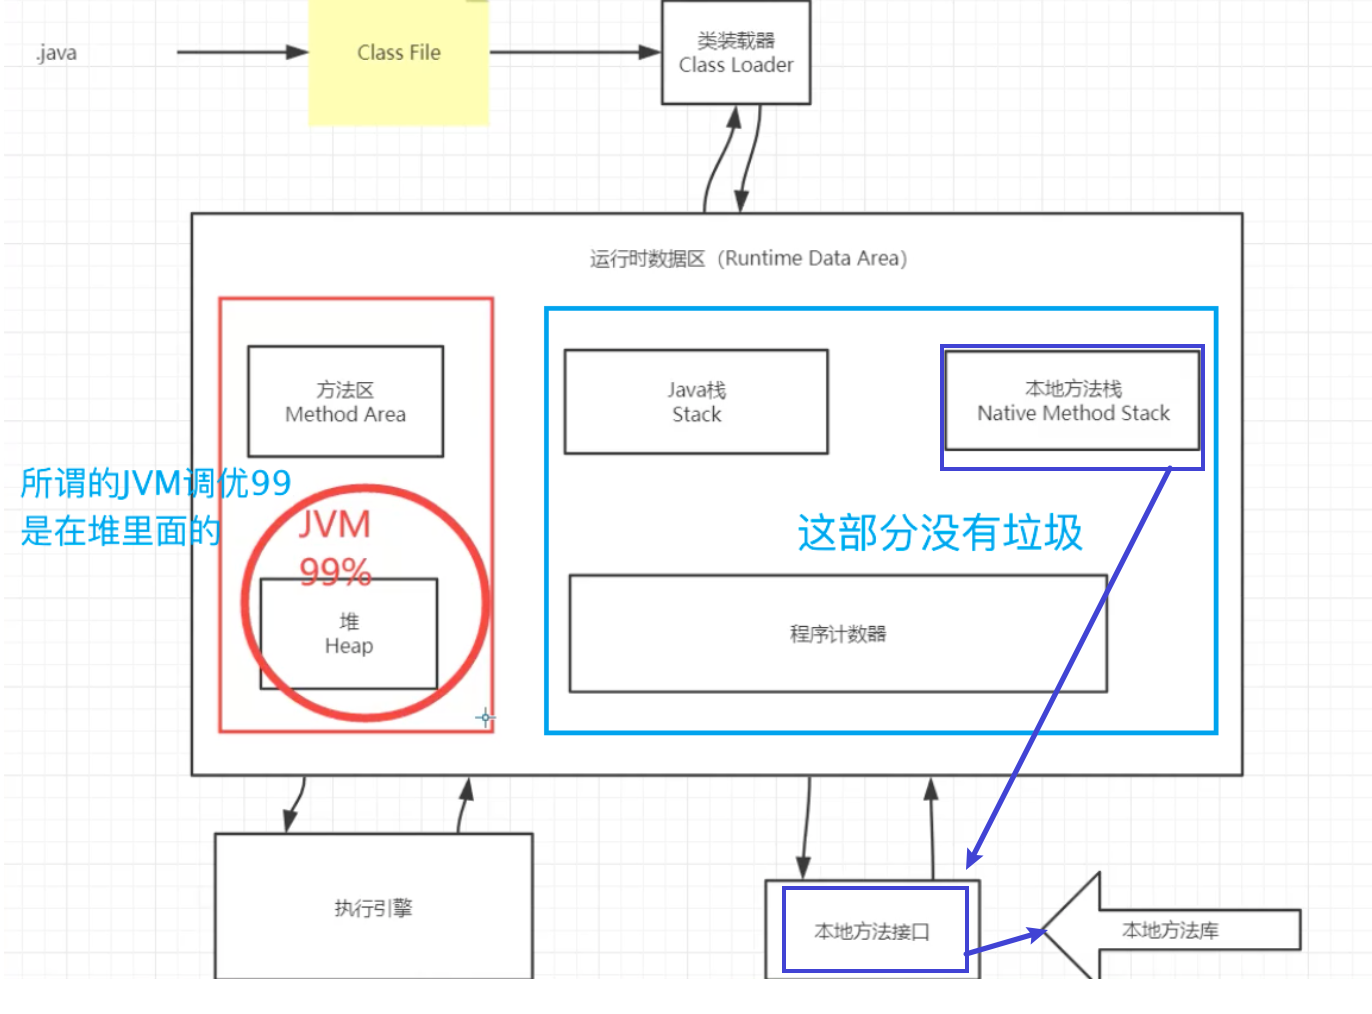 .java
Class File
类装载器
Class Loader
运行时数据区（Runtime Data Area）
方法区
Method Area
Java栈
Stack
本地方法栈
Native Method Stack
所谓的JVM调优99
是在堆里面的
JVM
99%
这部分没有垃圾
堆
Heap
程序计数器
执行引擎
本地方法接口
本地方法库